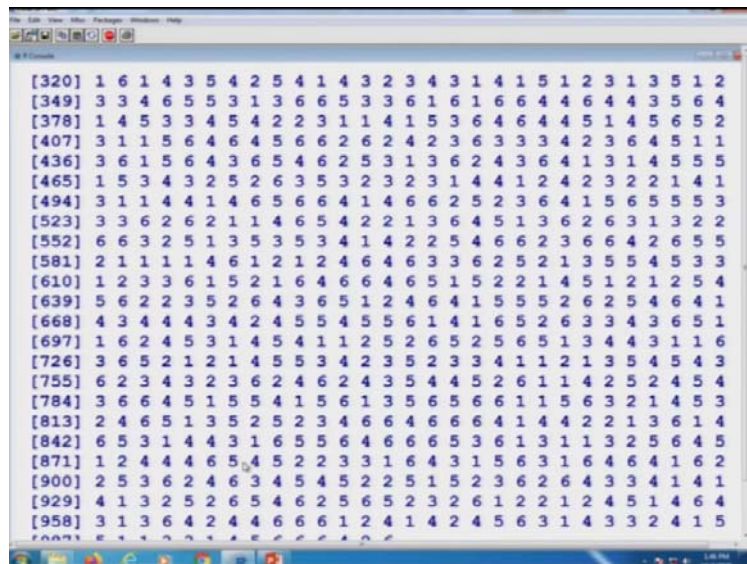 File Edit View Misc Packages Windows Help
R Console
[320] 1 6 1 4 3 5 4 2 5 4 1 4 3 2 3 4 3 1 4 1 5 1 2 3 1 3 5 1 2
[349] 3 3 4 6 5 5 3 1 3 6 6 5 3 3 6 1 6 1 6 6 4 4 6 4 4 3 5 6 4
[378] 1 4 5 3 3 4 5 4 2 2 3 1 1 4 1 5 3 6 4 6 4 4 5 1 4 5 6 5 2
[407] 3 1 1 5 6 4 6 4 5 6 6 2 6 2 4 2 3 6 3 3 3 4 2 3 6 4 5 1 1
[436] 3 6 1 5 6 4 3 6 5 4 6 2 5 3 1 3 6 2 4 3 6 4 1 3 1 4 5 5 5
[465] 1 5 3 4 3 2 5 2 6 3 5 3 2 3 2 3 1 4 4 1 2 4 2 3 2 2 1 4 1
[494] 3 1 1 4 4 1 4 6 5 6 6 4 1 4 6 6 2 5 2 3 6 4 1 5 6 5 5 5 3
[523] 3 3 6 2 6 2 1 1 4 6 5 4 2 2 1 3 6 4 5 1 3 6 2 6 3 1 3 2 2
[552] 6 6 3 2 5 1 3 5 3 5 3 4 1 4 2 2 5 4 6 6 2 3 6 6 4 2 6 5 5
[581] 2 1 1 1 1 4 6 1 2 1 2 4 6 4 6 3 3 6 2 5 2 1 3 5 5 4 5 3 3
[610] 1 2 3 3 6 1 5 2 1 6 4 6 6 4 6 5 1 5 2 2 1 4 5 1 2 1 2 5 4
[639] 5 6 2 2 3 5 2 6 4 3 6 5 1 2 4 6 4 1 5 5 5 2 6 2 5 4 6 4 1
[668] 4 3 4 4 4 3 4 2 4 5 5 4 5 5 6 1 4 1 6 5 2 6 3 3 4 3 6 5 1
[697] 1 6 2 4 5 3 1 4 5 4 1 1 2 5 2 6 5 2 5 6 5 1 3 4 4 3 1 1 6
[726] 3 6 5 2 1 2 1 4 5 5 3 4 2 3 5 2 3 3 4 1 1 2 1 3 5 4 5 4 3
[755] 6 2 3 4 3 2 3 6 2 4 6 2 4 3 5 4 4 5 2 6 1 1 4 2 5 2 4 5 4
[784] 3 6 6 4 5 1 5 5 4 1 5 6 1 3 5 6 5 6 6 1 1 5 6 3 2 1 4 5 3
[813] 2 4 6 5 1 3 5 2 5 2 3 4 6 6 4 6 6 6 4 1 4 4 2 2 1 3 6 1 4
[842] 6 5 3 1 4 4 3 1 6 5 5 6 4 6 6 6 5 3 6 1 3 1 1 3 2 5 6 4 5
[871] 1 2 4 4 4 6 5 4 5 2 2 3 3 1 6 4 3 1 5 6 3 1 6 4 6 4 1 6 2
[900] 2 5 3 6 2 4 6 3 4 5 4 5 2 2 5 1 5 2 3 6 2 6 4 3 3 4 1 4 1
[929] 4 1 3 2 5 2 6 5 4 6 2 5 6 5 2 3 2 6 1 2 2 1 2 4 5 1 4 6 4
[958] 3 1 3 6 4 2 4 4 6 6 6 1 2 4 1 4 2 4 5 6 3 1 4 3 3 2 4 1 5
1:46 PM